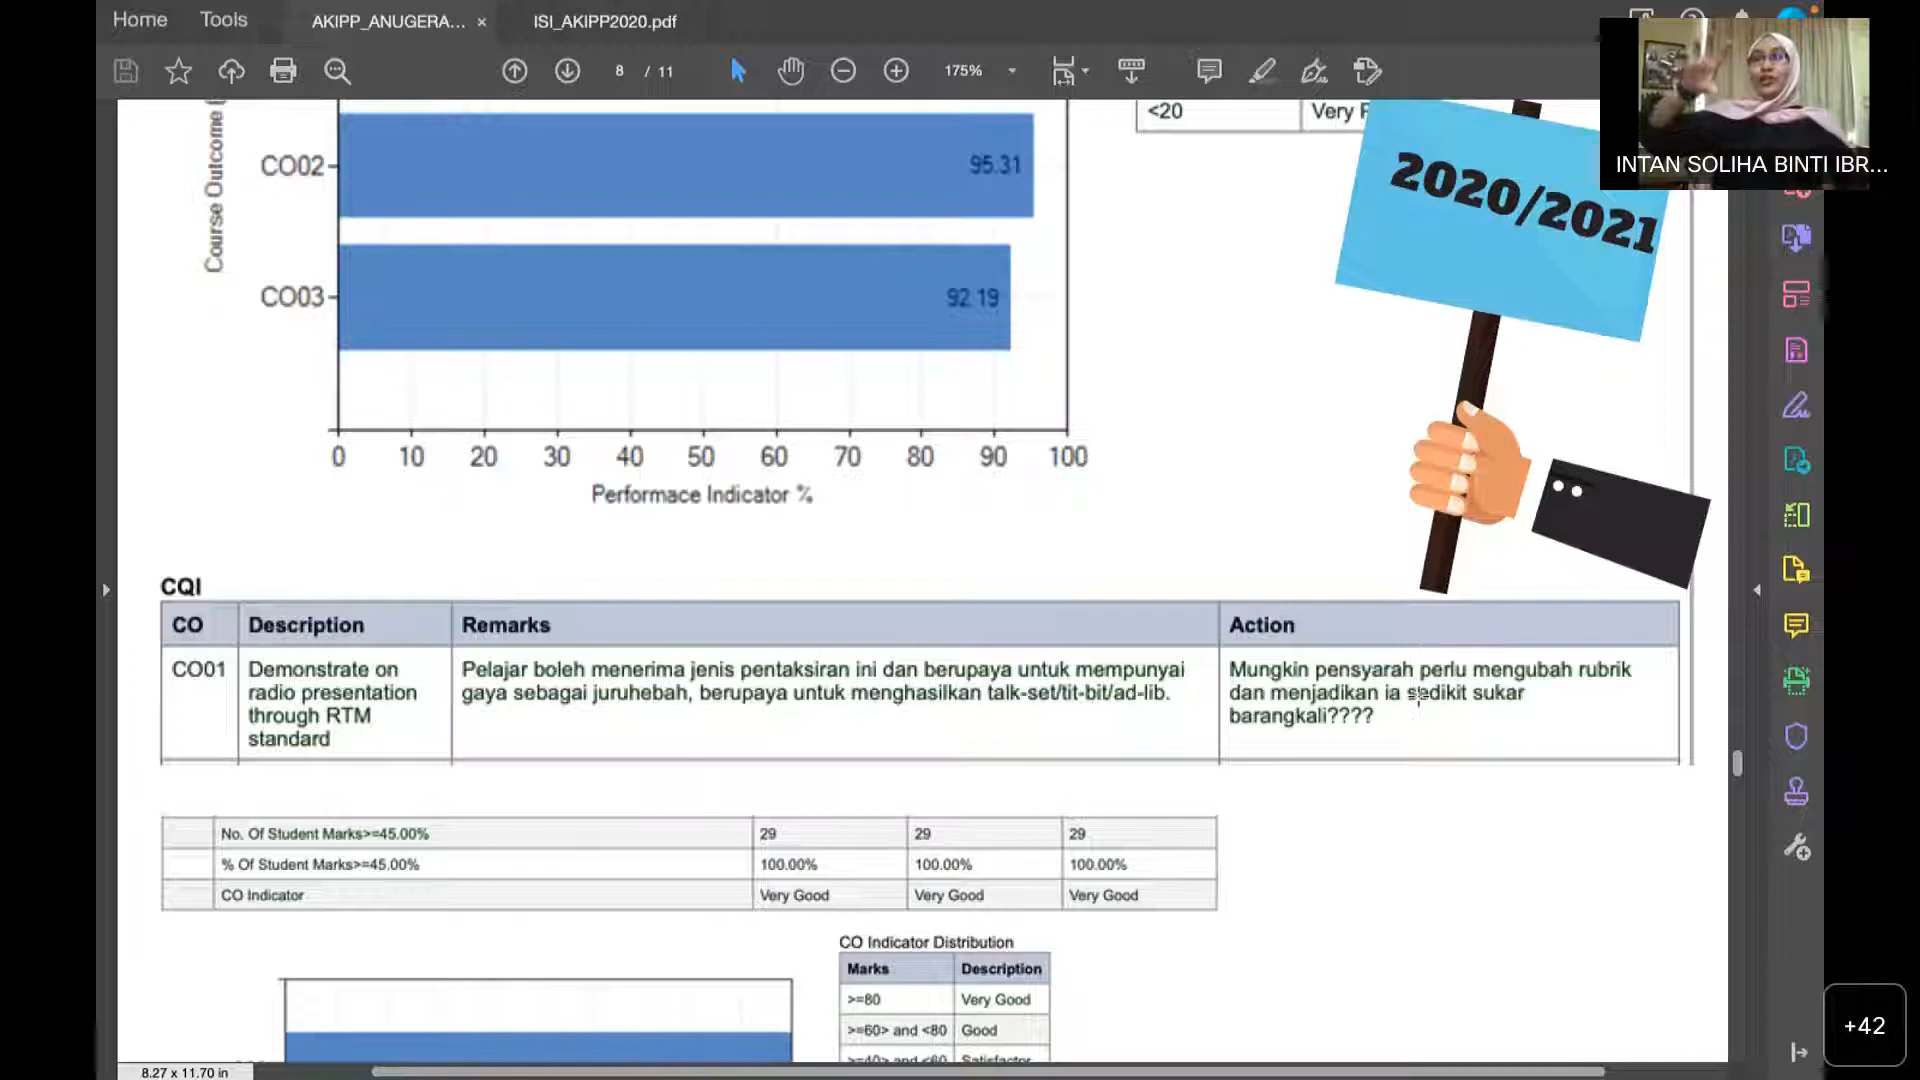 Home
Tools
AKIPP_ANUGERA... ×
ISI_AKIPP2020.pdf
8 / 11
175%
INTAN SOLIHA BINTI IBR...
<20
Very
2020/2021
Course Outcome
CO02
95.31
CO03
92.19
0 10 20 30 40 50 60 70 80 90 100
Performace Indicator %
CQI
CO Description Remarks Action
CO01
Demonstrate on
radio presentation
through RTM
standard
Pelajar boleh menerima jenis pentaksiran ini dan berupaya untuk mempunyai
gaya sebagai juruhebah, berupaya untuk menghasilkan talk-set/tit-bit/ad-lib.
Mungkin pensyarah perlu mengubah rubrik
dan menjadikan ia sedikit sukar
barangkali????
No. Of Student Marks>=45.00% 29 29 29
% Of Student Marks>=45.00% 100.00% 100.00% 100.00%
CO Indicator Very Good Very Good Very Good
CO Indicator Distribution
Marks Description
>=80 Very Good
>=60> and <80 Good
>=40> and <60
8.27 x 11.70 in
+42